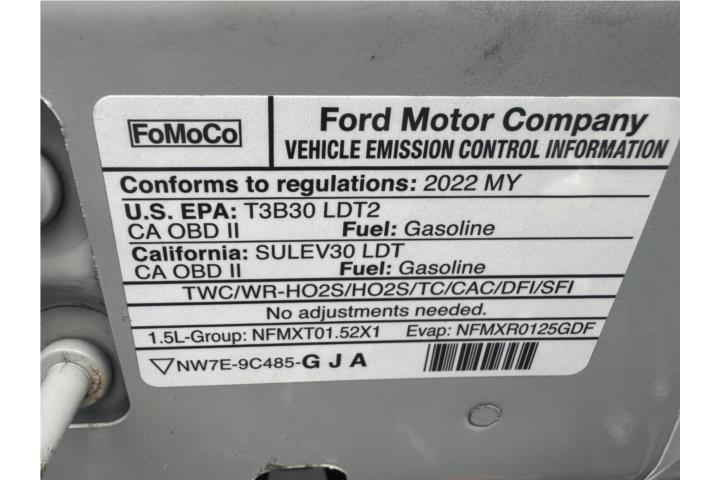 FoMoCo
Ford Motor Company
VEHICLE EMISSION CONTROL INFORMATION
Conforms to regulations: 2022 MY
U.S. EPA: T3B30 LDT2
CA OBD II Fuel: Gasoline
California: SULEV30 LDT
CA OBD II Fuel: Gasoline
TWC/WR-HO2S/HO2S/TC/CAC/DFI/SFI
No adjustments needed.
1.5L-Group: NFMXT01.52X1 Evap: NFMXR0125GDF
NW7E-9C485-G J A